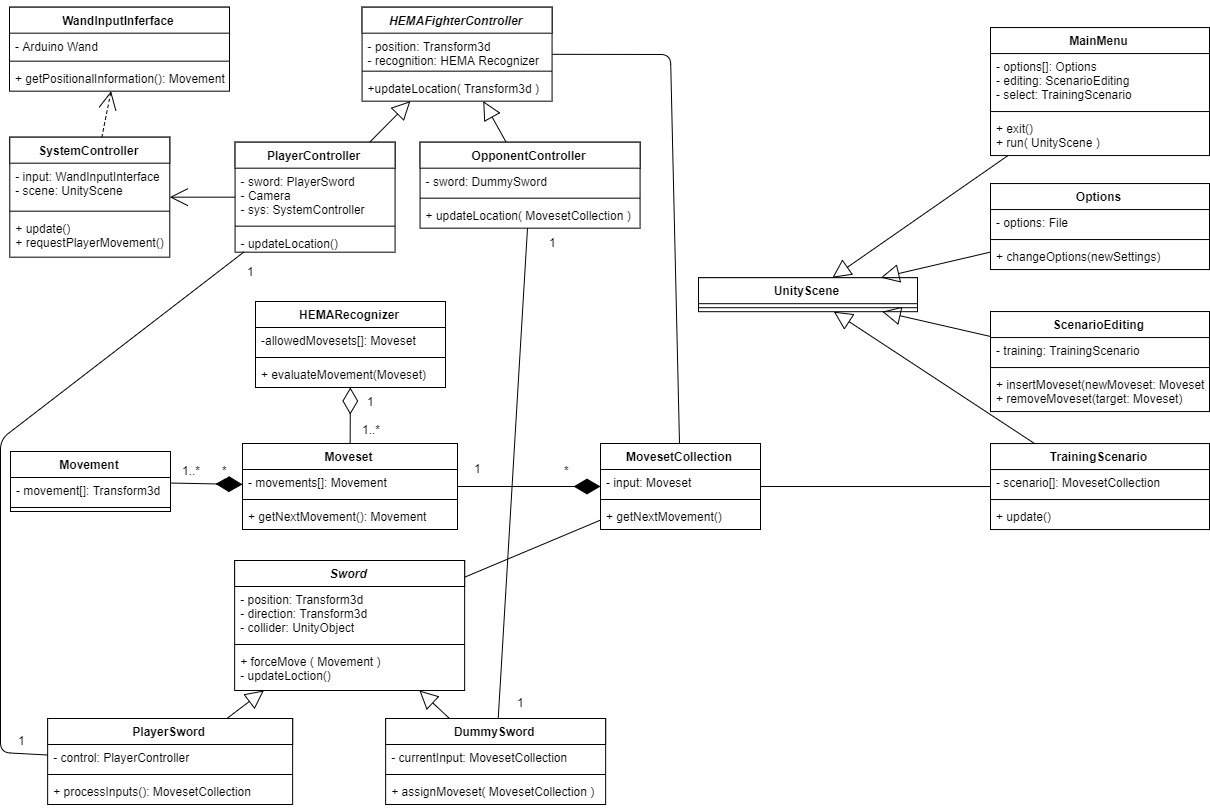 WandInputInferface
- Arduino Wand
+ getPositionalInformation(): Movement
HEMAFighterController
- position: Transform3d
- recognition: HEMA Recognizer
+updateLocation( Transform3d )
MainMenu
- options[]: Options
- editing: ScenarioEditing
- select: TrainingScenario
+ exit()
+ run( UnityScene )
SystemController
- input: WandInputInterface
- scene: UnityScene
+ update()
+ requestPlayerMovement()
PlayerController
- sword: PlayerSword
- Camera
- sys: SystemController
- updateLocation()
1
OpponentController
- sword: DummySword
+ updateLocation( MovesetCollection )
1
Options
- options: File
+ changeOptions(newSettings)
UnityScene
HEMARecognizer
-allowedMovesets[]: Moveset
+ evaluateMovement(Moveset)
1
1..*
ScenarioEditing
- training: TrainingScenario
+ insertMoveset(newMoveset: Moveset
+ removeMoveset(target: Moveset)
Movement
- movement[]: Transform3d
1..*
*
Moveset
- movements[]: Movement
+ getNextMovement(): Movement
1
*
MovesetCollection
- input: Moveset
+ getNextMovement()
TrainingScenario
- scenario[]: MovesetCollection
+ update()
Sword
- position: Transform3d
- direction: Transform3d
- collider: UnityObject
+ forceMove ( Movement )
- updateLoction()
1
1
PlayerSword
- control: PlayerController
+ processInputs(): MovesetCollection
DummySword
- currentInput: MovesetCollection
+ assignMoveset( MovesetCollection )